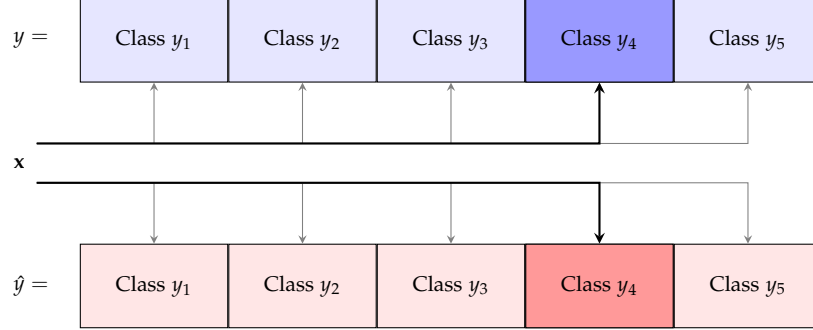 y = Class y₁ Class y₂ Class y₃ Class y₄ Class y₅
x
ŷ = Class y₁ Class y₂ Class y₃ Class y₄ Class y₅